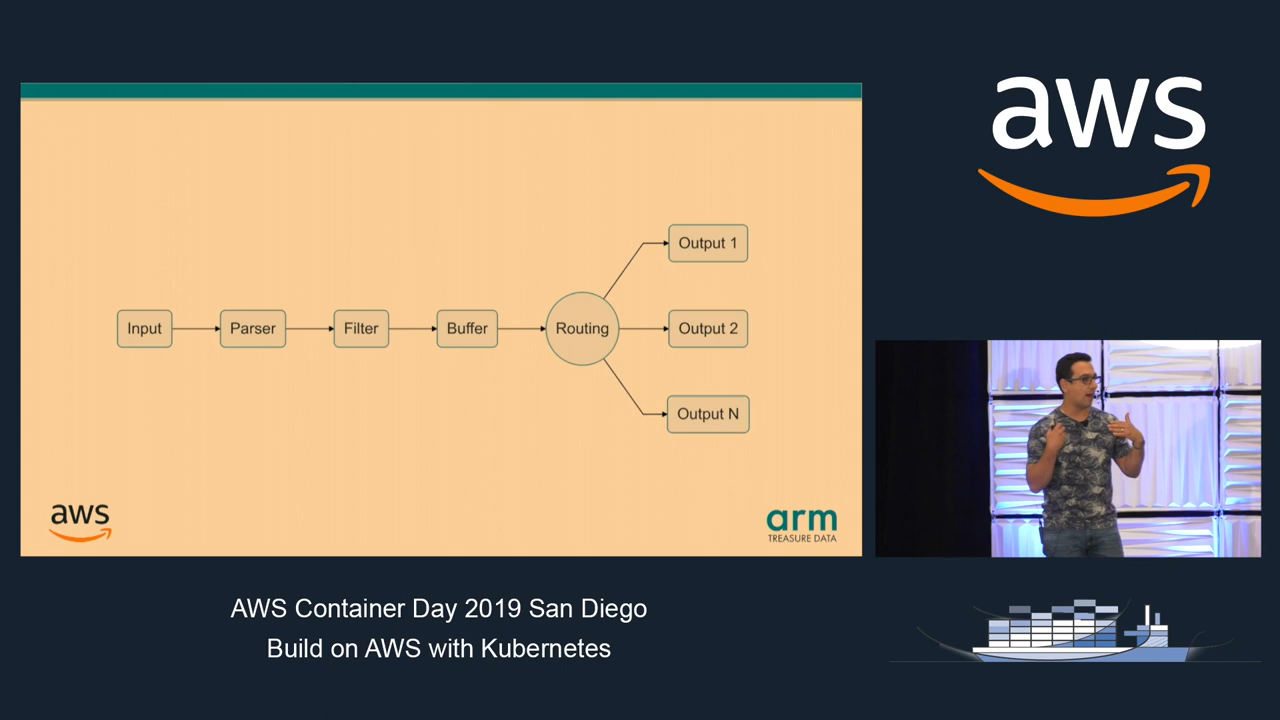 aws
Input
Parser
Filter
Buffer
Routing
Output 1
Output 2
Output N
aws
arm
TREASURE DATA
AWS Container Day 2019 San Diego
Build on AWS with Kubernetes